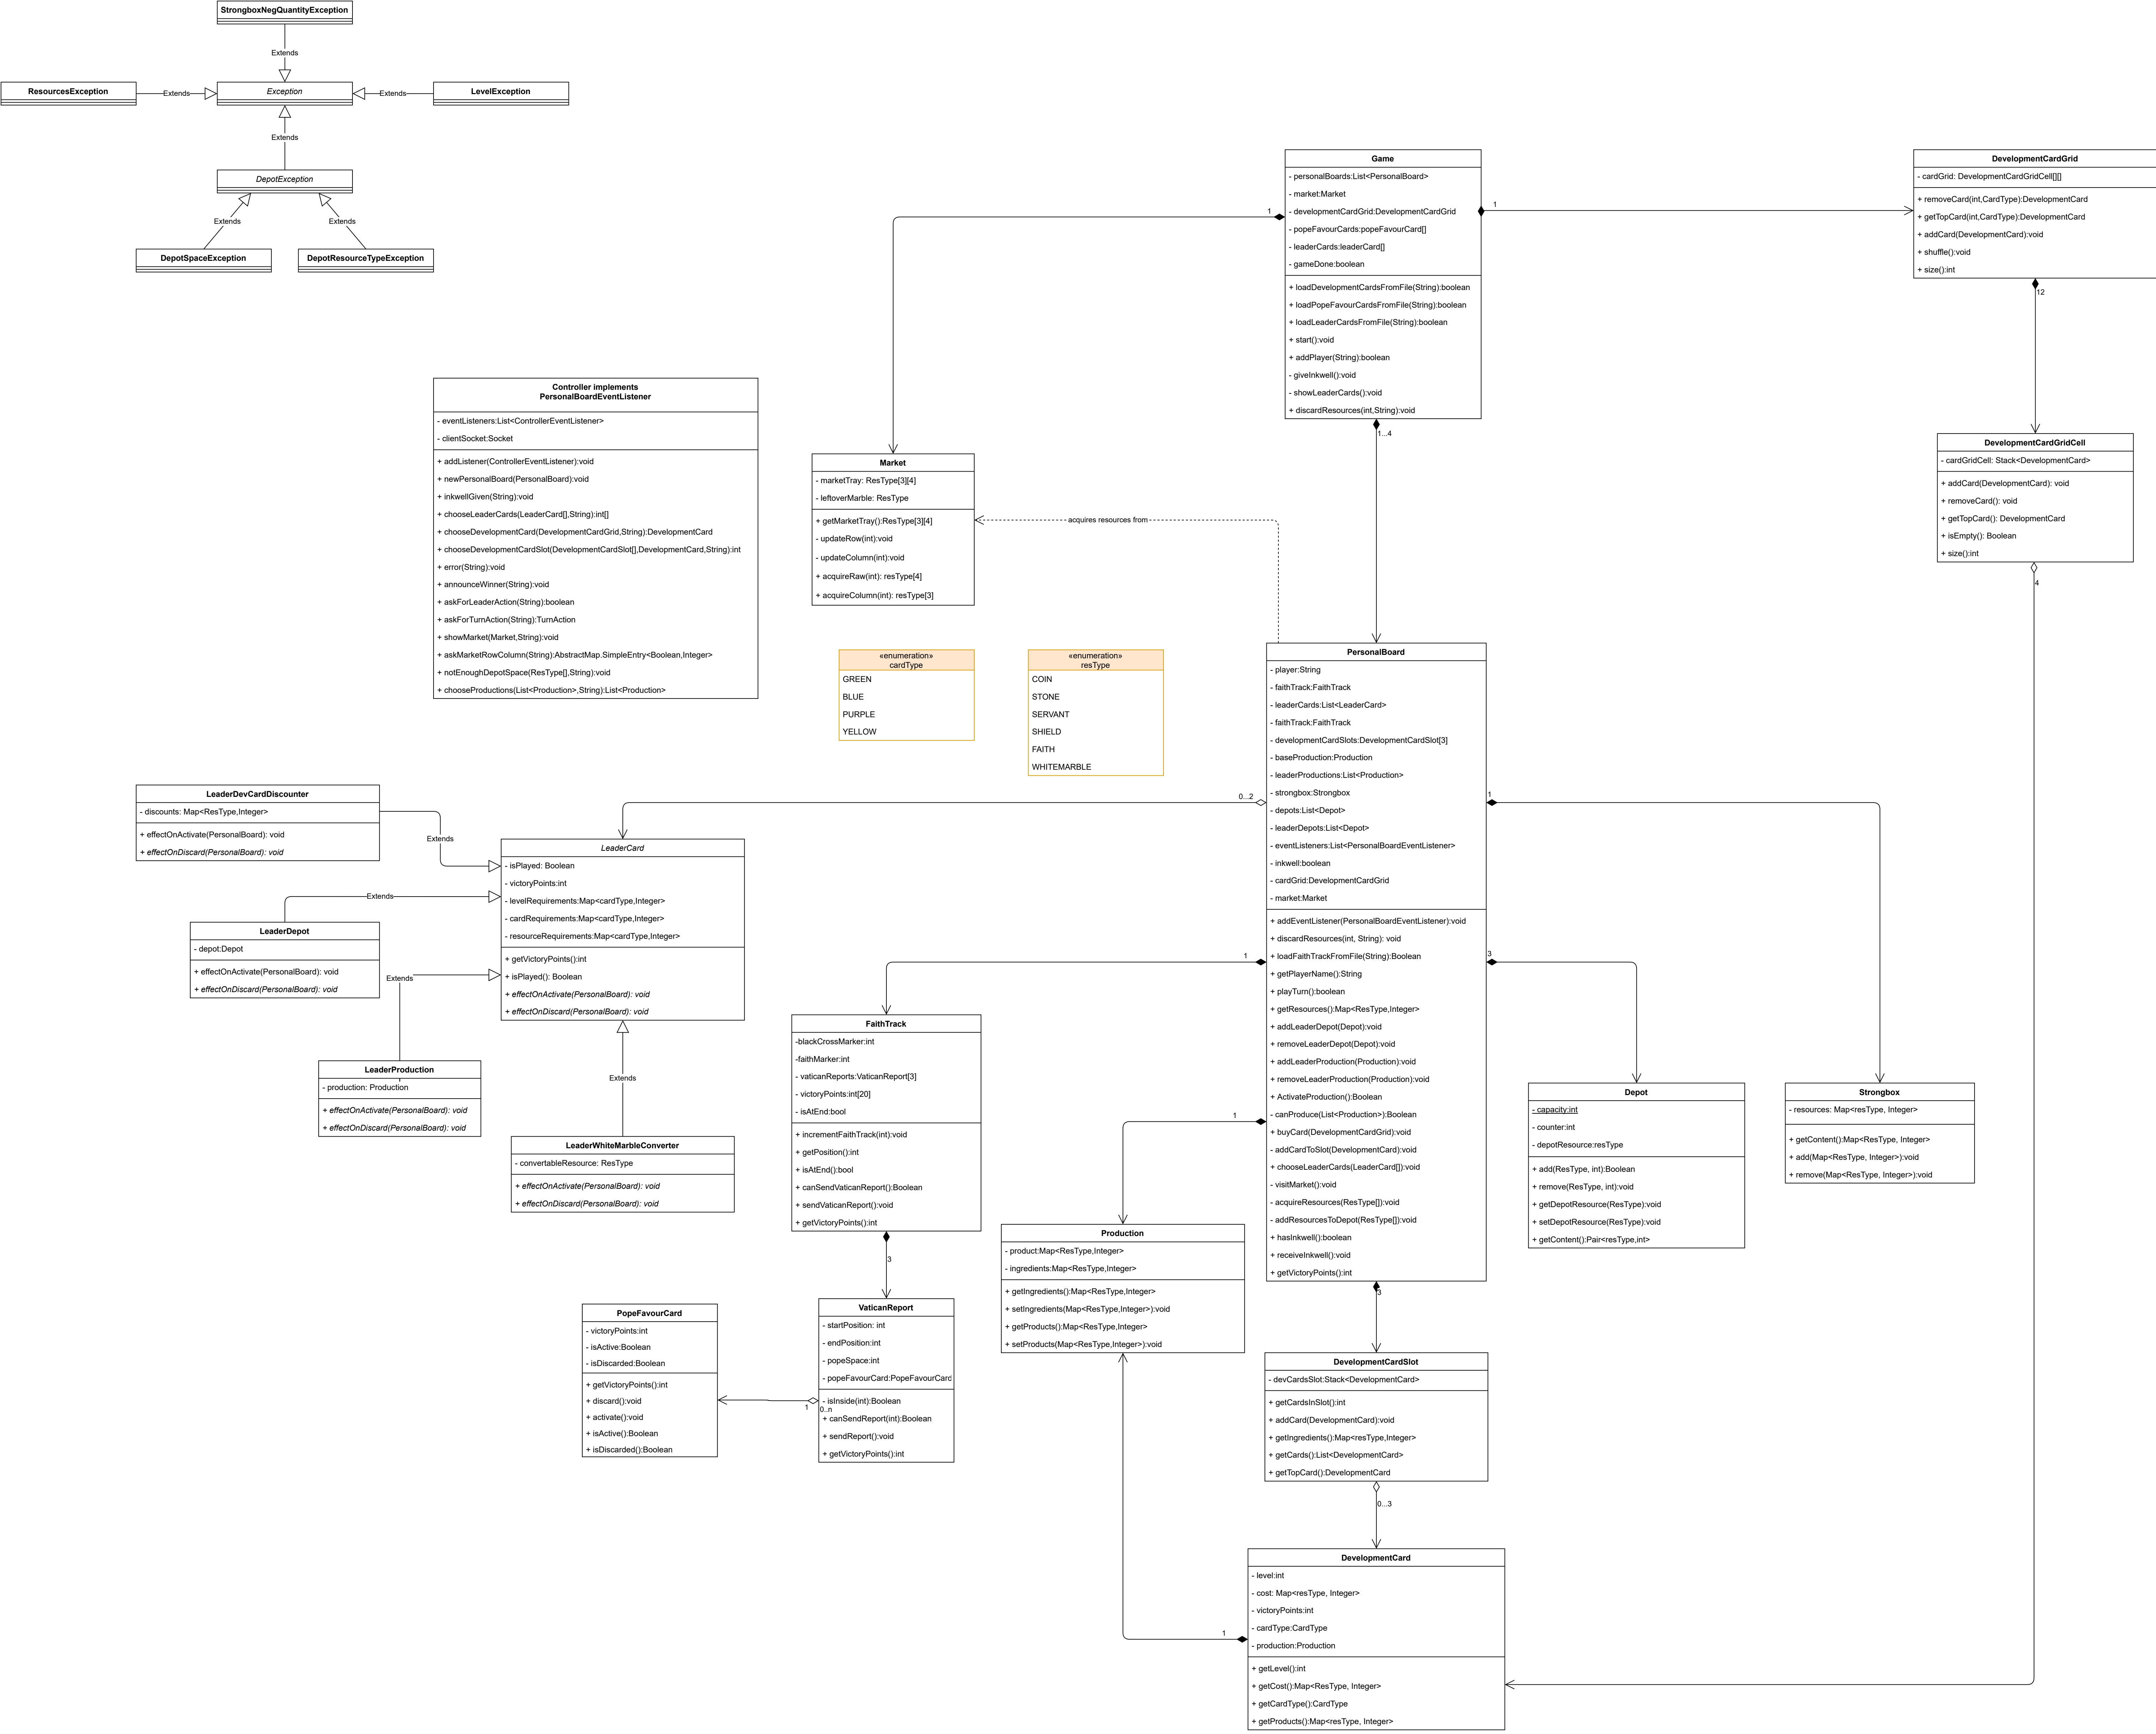 StrongboxNegQuantityException
Extends
ResourcesException
Extends
Exception
Extends
LevelException
Extends
DepotException
Extends
Extends
DepotSpaceException
DepotResourceTypeException
Game
- personalBoards:List<PersonalBoard>
- market:Market
- developmentCardGrid:DevelopmentCardGrid
- popeFavourCards:popeFavourCard[]
- leaderCards:leaderCard[]
- gameDone:boolean
+ loadDevelopmentCardsFromFile(String):boolean
+ loadPopeFavourCardsFromFile(String):boolean
+ loadLeaderCardsFromFile(String):boolean
+ start():void
+ addPlayer(String):boolean
- giveInkwell():void
- showLeaderCards():void
+ discardResources(int,String):void
1
1
1...4
DevelopmentCardGrid
- cardGrid: DevelopmentCardGridCell[][]
+ removeCard(int,CardType):DevelopmentCard
+ getTopCard(int,CardType):DevelopmentCard
+ addCard(DevelopmentCard):void
+ shuffle():void
+ size():int
12
DevelopmentCardGridCell
- cardGridCell: Stack<DevelopmentCard>
+ addCard(DevelopmentCard): void
+ removeCard(): void
+ getTopCard(): DevelopmentCard
+ isEmpty(): Boolean
+ size():int
4
Controller implements
PersonalBoardEventListener
- eventListeners:List<ControllerEventListener>
- clientSocket:Socket
+ addListener(ControllerEventListener):void
+ newPersonalBoard(PersonalBoard):void
+ inkwellGiven(String):void
+ chooseLeaderCards(LeaderCard[],String):int[]
+ chooseDevelopmentCard(DevelopmentCardGrid,String):DevelopmentCard
+ chooseDevelopmentCardSlot(DevelopmentCardSlot[],DevelopmentCard,String):int
+ error(String):void
+ announceWinner(String):void
+ askForLeaderAction(String):boolean
+ askForTurnAction(String):TurnAction
+ showMarket(Market,String):void
+ askMarketRowColumn(String):AbstractMap.SimpleEntry<Boolean,Integer>
+ notEnoughDepotSpace(ResType[],String):void
+ chooseProductions(List<Production>,String):List<Production>
Market
- marketTray: ResType[3][4]
- leftoverMarble: ResType
+ getMarketTray():ResType[3][4]
- updateRow(int):void
- updateColumn(int):void
+ acquireRaw(int): resType[4]
+ acquireColumn(int): resType[3]
acquires resources from
«enumeration»
cardType
GREEN
BLUE
PURPLE
YELLOW
«enumeration»
resType
COIN
STONE
SERVANT
SHIELD
FAITH
WHITEMARBLE
PersonalBoard
- player:String
- faithTrack:FaithTrack
- leaderCards:List<LeaderCard>
- faithTrack:FaithTrack
- developmentCardSlots:DevelopmentCardSlot[3]
- baseProduction:Production
- leaderProductions:List<Production>
- strongbox:Strongbox
- depots:List<Depot>
- leaderDepots:List<Depot>
- eventListeners:List<PersonalBoardEventListener>
- inkwell:boolean
- cardGrid:DevelopmentCardGrid
- market:Market
+ addEventListener(PersonalBoardEventListener):void
+ discardResources(int, String): void
+ loadFaithTrackFromFile(String):Boolean
+ getPlayerName():String
+ playTurn():boolean
+ getResources():Map<ResType,Integer>
+ addLeaderDepot(Depot):void
+ removeLeaderDepot(Depot):void
+ addLeaderProduction(Production):void
+ removeLeaderProduction(Production):void
+ ActivateProduction():Boolean
- canProduce(List<Production>):Boolean
+ buyCard(DevelopmentCardGrid):void
- addCardToSlot(DevelopmentCard):void
+ chooseLeaderCards(LeaderCard[]):void
- visitMarket():void
- acquireResources(ResType[]):void
- addResourcesToDepot(ResType[]):void
+ hasInkwell():boolean
+ receiveInkwell():void
+ getVictoryPoints():int
0...2
1
1
1
3
3
LeaderDevCardDiscounter
- discounts: Map<ResType,Integer>
+ effectOnActivate(PersonalBoard): void
+ effectOnDiscard(PersonalBoard): void
Extends
LeaderCard
- isPlayed: Boolean
- victoryPoints:int
- levelRequirements:Map<cardType,Integer>
- cardRequirements:Map<cardType,Integer>
- resourceRequirements:Map<cardType,Integer>
+ getVictoryPoints():int
+ isPlayed(): Boolean
+ effectOnActivate(PersonalBoard): void
+ effectOnDiscard(PersonalBoard): void
Extends
LeaderDepot
- depot:Depot
+ effectOnActivate(PersonalBoard): void
+ effectOnDiscard(PersonalBoard): void
Extends
LeaderProduction
- production: Production
+ effectOnActivate(PersonalBoard): void
+ effectOnDiscard(PersonalBoard): void
Extends
LeaderWhiteMarbleConverter
- convertableResource: ResType
+ effectOnActivate(PersonalBoard): void
+ effectOnDiscard(PersonalBoard): void
FaithTrack
-blackCrossMarker:int
-faithMarker:int
- vaticanReports:VaticanReport[3]
- victoryPoints:int[20]
- isAtEnd:bool
+ incrementFaithTrack(int):void
+ getPosition():int
+ isAtEnd():bool
+ canSendVaticanReport():Boolean
+ sendVaticanReport():void
+ getVictoryPoints():int
3
Depot
- capacity:int
- counter:int
- depotResource:resType
+ add(ResType, int):Boolean
+ remove(ResType, int):void
+ getDepotResource(ResType):void
+ setDepotResource(ResType):void
+ getContent():Pair<resType,int>
Strongbox
- resources: Map<resType, Integer>
+ getContent():Map<ResType, Integer>
+ add(Map<ResType, Integer>):void
+ remove(Map<ResType, Integer>):void
Production
- product:Map<ResType,Integer>
- ingredients:Map<ResType,Integer>
+ getIngredients():Map<ResType,Integer>
+ setIngredients(Map<ResType,Integer>):void
+ getProducts():Map<ResType,Integer>
+ setProducts(Map<ResType,Integer>):void
PopeFavourCard
- victoryPoints:int
- isActive:Boolean
- isDiscarded:Boolean
+ getVictoryPoints():int
+ discard():void
+ activate():void
+ isActive():Boolean
+ isDiscarded():Boolean
1
0..n
VaticanReport
- startPosition: int
- endPosition:int
- popeSpace:int
- popeFavourCard:PopeFavourCard
- isInside(int):Boolean
+ canSendReport(int):Boolean
+ sendReport():void
+ getVictoryPoints():int
DevelopmentCardSlot
- devCardsSlot:Stack<DevelopmentCard>
+ getCardsInSlot():int
+ addCard(DevelopmentCard):void
+ getIngredients():Map<resType,Integer>
+ getCards():List<DevelopmentCard>
+ getTopCard():DevelopmentCard
0...3
DevelopmentCard
- level:int
- cost: Map<resType, Integer>
- victoryPoints:int
- cardType:CardType
- production:Production
+ getLevel():int
+ getCost():Map<ResType, Integer>
+ getCardType():CardType
+ getProducts():Map<resType, Integer>
1